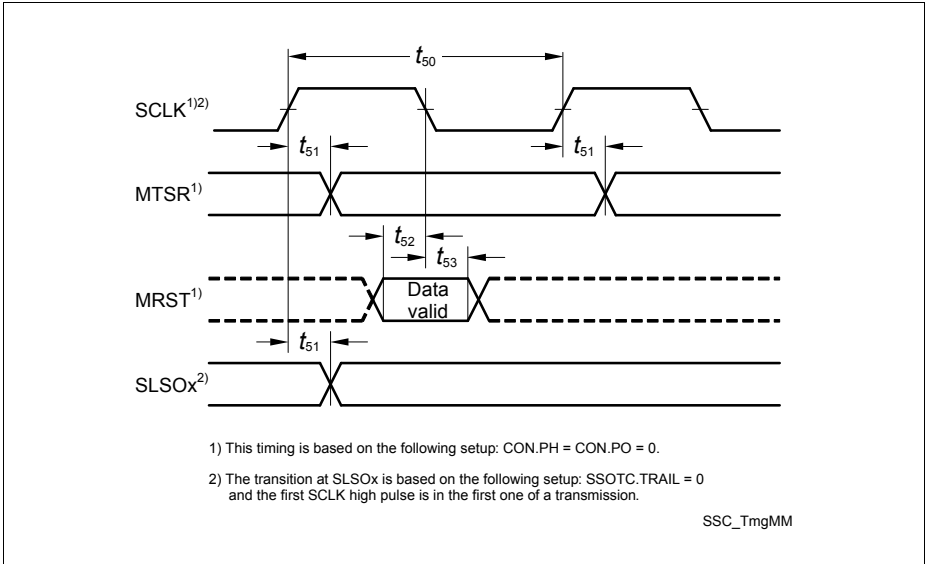 t50
SCLK1)2)
t51 t51
MTSR1)
t52
t53
MRST1) Data valid
t51
SLSOx2)
1) This timing is based on the following setup: CON.PH = CON.PO = 0.
2) The transition at SLSOx is based on the following setup: SSOTC.TRAIL = 0
and the first SCLK high pulse is in the first one of a transmission.
SSC_TmgMM